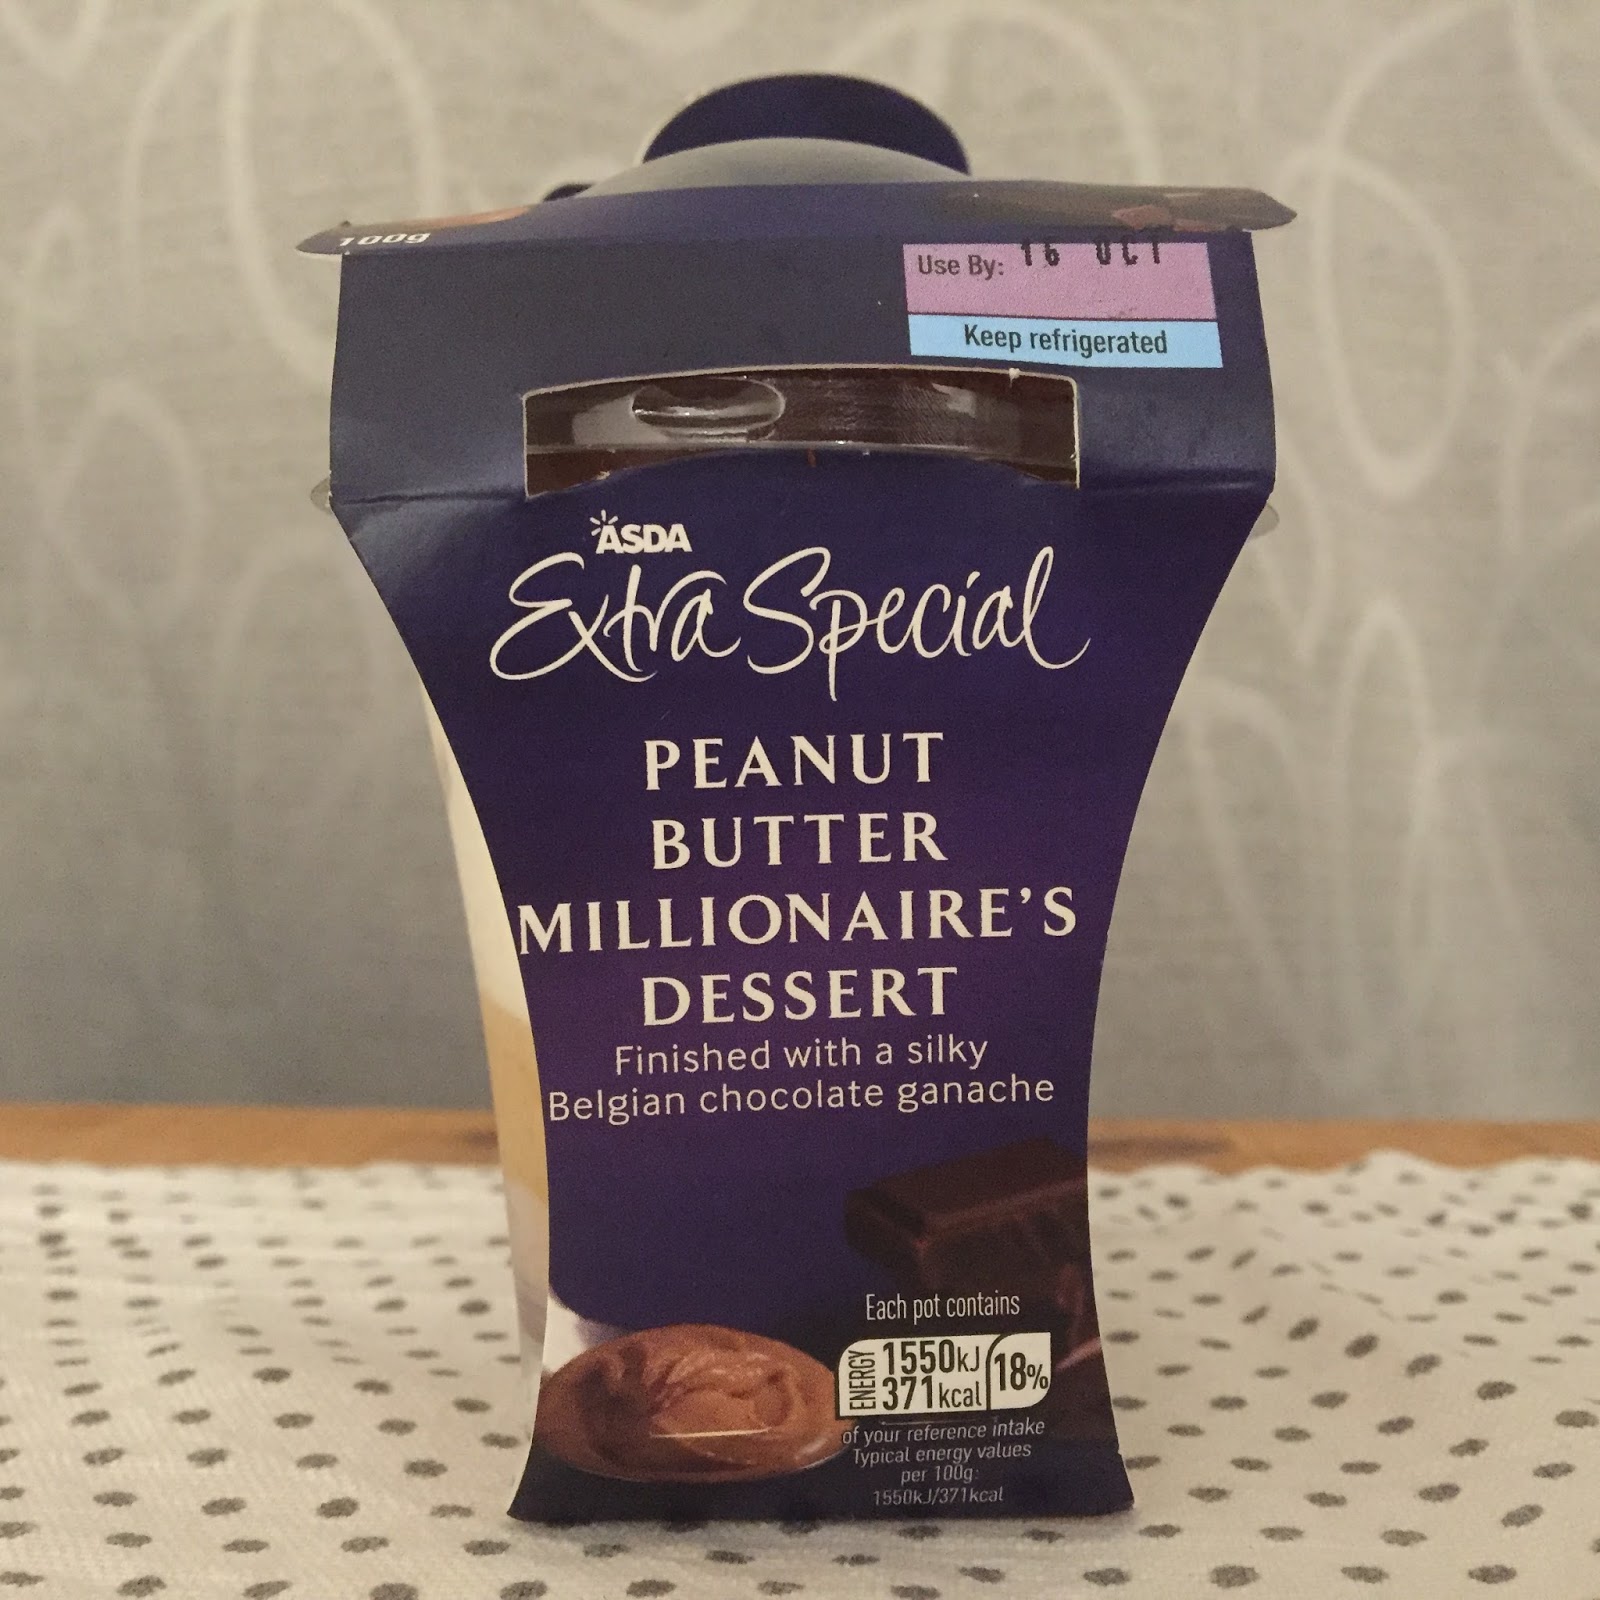 100g
Use By: 16 OCT
Keep refrigerated
ASDA
Extra Special
PEANUT
BUTTER
MILLIONAIRE'S
DESSERT
Finished with a silky
Belgian chocolate ganache
Each pot contains
ENERGY
1550kJ
371kcal
18%
of your reference intake
Typical energy values
per 100g:
1550kJ/371kcal